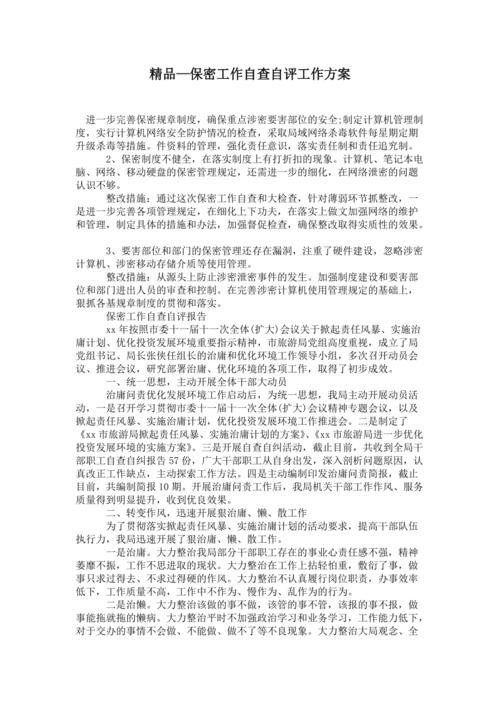 精品—保密工作自查自评工作方案
进一步完善保密规章制度，确保重点涉密要害部位的安全;制定计算机管理制
度，实行计算机网络安全防护情况的检查，采取局域网络杀毒软件每星期定期
升级杀毒等措施。件资料的管理，强化责任意识，落实责任制和责任追究制。
2、保密制度不健全，在落实制度上有打折扣的现象。计算机、笔记本电
脑、网络、移动硬盘的保密管理规定，还需进一步的细化，在网络泄密的问题
认识不够。
整改措施：通过这次保密工作自查和大检查，针对薄弱环节抓整改，一
是进一步完善各项管理规定，在细化上下功夫，在落实上做文加强网络的维护
和管理，制定具体的措施和办法，加强督促检查，确保整改取得实质性的效果。
3、要害部位和部门的保密管理还存在漏洞，注重了硬件建设，忽略涉密
计算机、涉密移动存储介质等使用管理。
整改措施：从源头上防止涉密泄密事件的发生。加强制度建设和要害部
位和部门进出人员的审查和控制。在完善涉密计算机使用管理规定的基础上，
狠抓各基规章制度的贯彻和落实。
保密工作自查自评报告
xx 年按照市委十一届十一次全体(扩大)会议关于掀起责任风暴、实施治
庸计划、优化投资发展环境重要指示精神，市旅游局党组高度重视，成立了局
党组书记、局长张侠任组长的治庸和优化环境工作领导小组，多次召开动员会
议、推进会议，研究部署治庸、优化环境的各项工作，取得了初步成效。
一、统一思想，主动开展全体干部大动员
治庸问责优化发展环境工作启动后，为统一思想，我局主动开展动员活
动，一是召开学习贯彻市委十一届十一次全体(扩大)会议精神专题会议，以及
掀起责任风暴、实施治庸计划，优化投资发展环境工作推进会。二是制定了
《xx 市旅游局掀起责任风暴、实施治庸计划的方案》、《xx 市旅游局进一步优化
投资发展环境的实施方案》。三是开展自查自纠活动，截止目前，共收到全局干
部职工自查自纠报告 57 份，广大干部职工从自身出发，深入剖析问题原因，认
真改正工作缺点，主动探索工作方法。四是主动编制印发治庸问责简报，截止目
前，共编制简报 10 期。开展治庸问责工作后，我局机关干部工作作风、服务
质量得到明显提升，收到优良效果。
二、转变作风，迅速开展狠治庸、懒、散工作
为了贯彻落实掀起责任风暴、实施治庸计划的活动要求，提高干部队伍
执行力，我局迅速开展了狠治庸、懒、散工作。
一是治庸。大力整治我局部分干部职工存在的事业心责任感不强，精神
萎靡不振，工作不思进取的现状。大力整治在工作上拈轻怕重，敷衍了事，做
事只求过得去、不求过得硬的作风。大力整治不认真履行岗位职责，办事效率
低下，工作质量不高，工作中不作为、慢作为、乱作为的行为。
二是治懒。大力整治该做的事不做，该管的事不管，该报的事不报，做
事能拖就拖的懒病。大力整治平时不加强政治学习和业务学习，工作能力低下，
对于交办的事情不会做、不能做、做不了等不良现象。大力整治大局观念、全